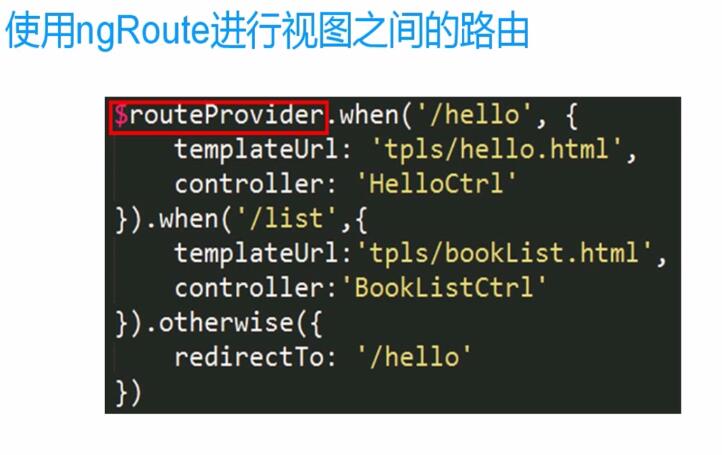 使用ngRoute进行视图之间的路由
$routeProvider.when('/hello', {
    templateUrl: 'tpls/hello.html',
    controller: 'HelloCtrl'
}).when('/list',{
    templateUrl:'tpls/bookList.html',
    controller:'BookListCtrl'
}).otherwise({
    redirectTo: '/hello'
})